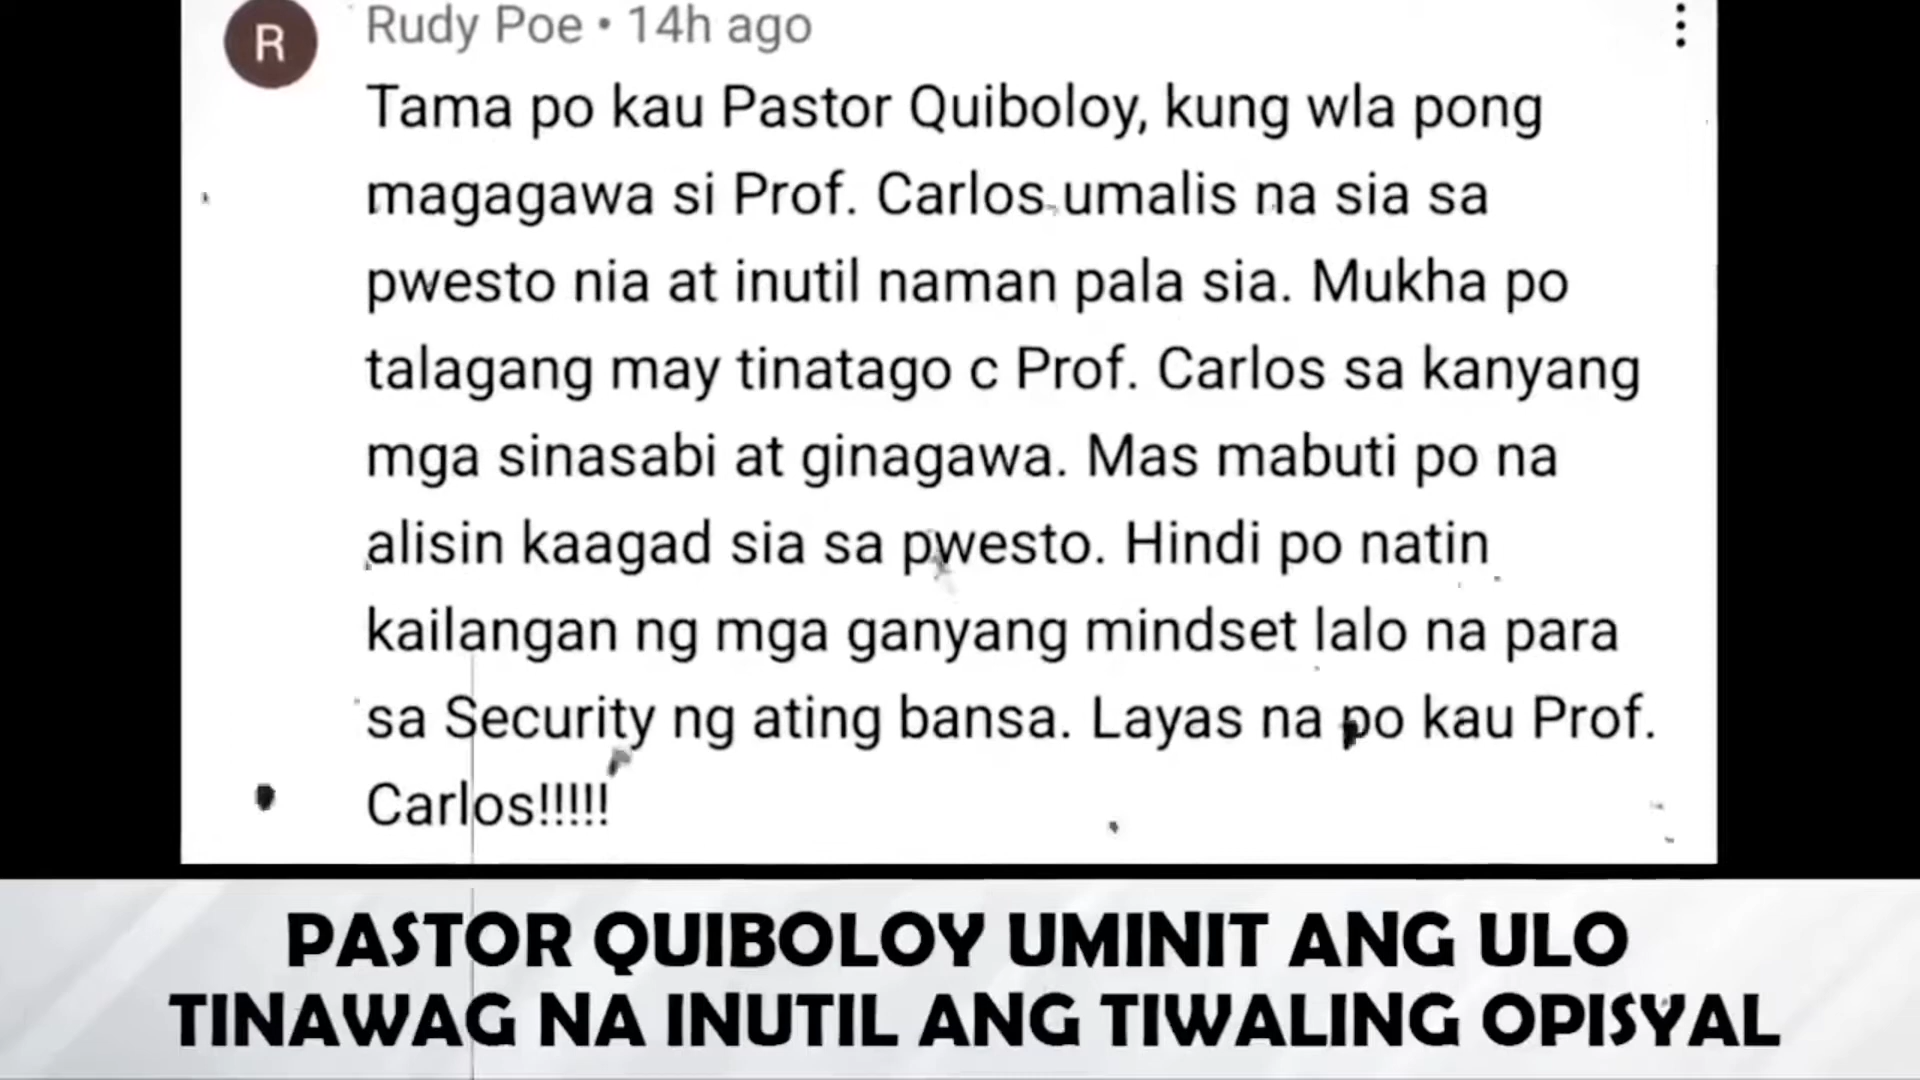 R
Rudy Poe • 14h ago
Tama po kau Pastor Quiboloy, kung wla pong
magagawa si Prof. Carlos umalis na sia sa
pwesto nia at inutil naman pala sia. Mukha po
talagang may tinatago c Prof. Carlos sa kanyang
mga sinasabi at ginagawa. Mas mabuti po na
alisin kaagad sia sa pwesto. Hindi po natin
kailangan ng mga ganyang mindset lalo na para
sa Security ng ating bansa. Layas na po kau Prof.
Carlos!!!!!
PASTOR QUIBOLOY UMINIT ANG ULO
TINAWAG NA INUTIL ANG TIWALING OPISYAL